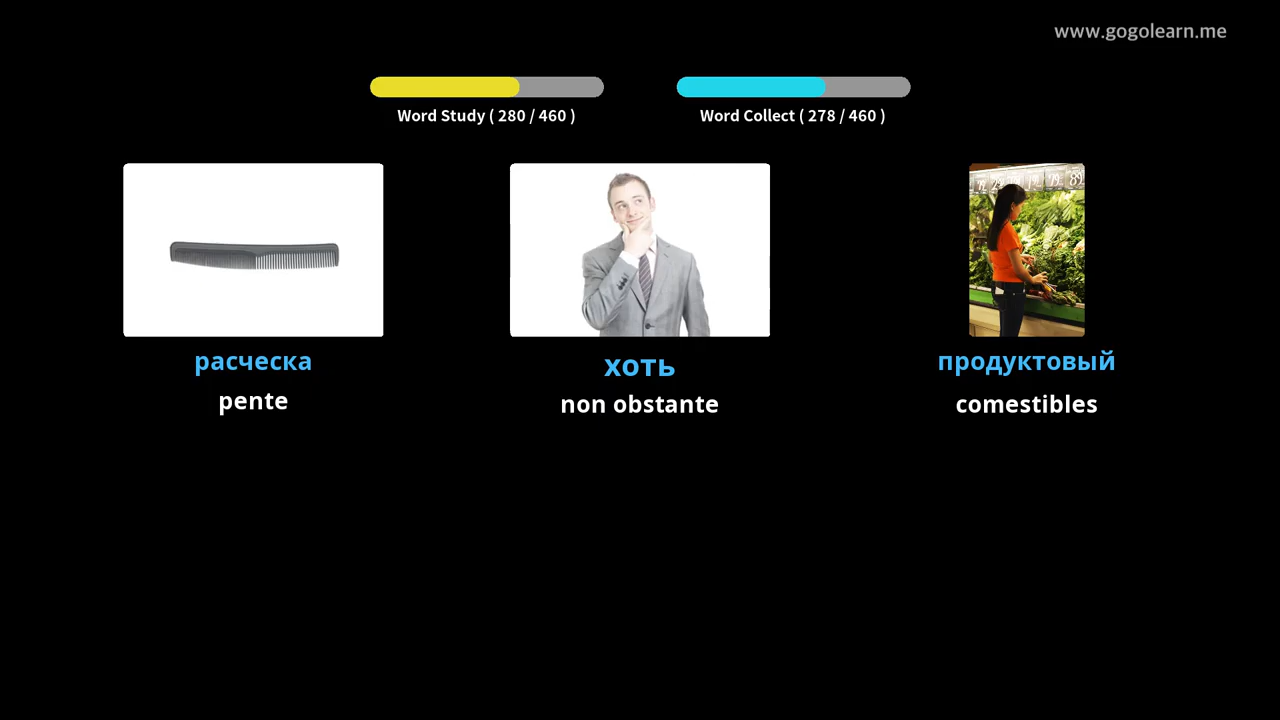 www.gogolearn.me
Word Study ( 280 / 460 )
Word Collect ( 278 / 460 )
расческа
хоть
продуктовый
pente
non obstante
comestibles